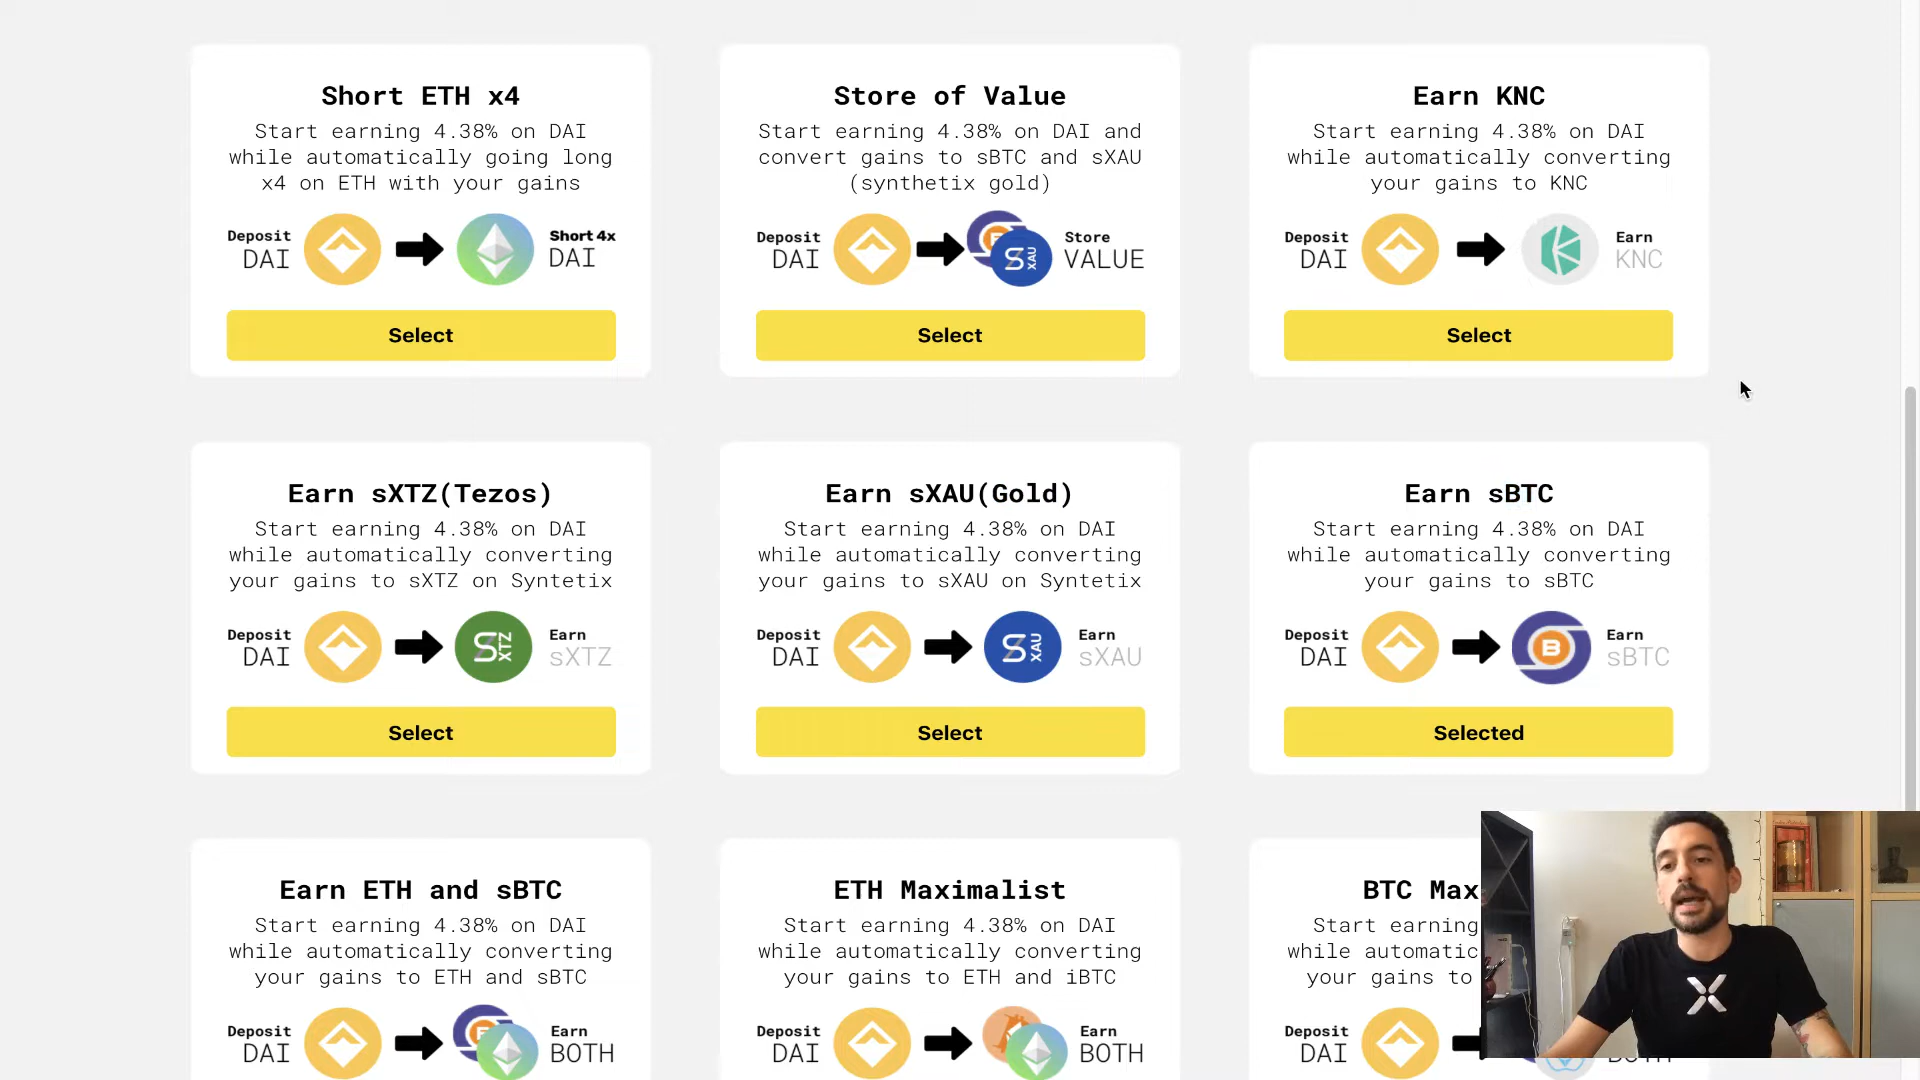 Short ETH x4
Start earning 4.38% on DAI
while automatically going long
x4 on ETH with your gains
Deposit
DAI
Short 4x
DAI
Select
Store of Value
Start earning 4.38% on DAI and
convert gains to sBTC and sXAU
(synthetix gold)
Deposit
DAI
S XAU
Store
VALUE
Select
Earn KNC
Start earning 4.38% on DAI
while automatically converting
your gains to KNC
Deposit
DAI
Earn
KNC
Select
Earn sXTZ(Tezos)
Start earning 4.38% on DAI
while automatically converting
your gains to sXTZ on Syntetix
Deposit
DAI
S XTZ
Earn
sXTZ
Select
Earn sXAU(Gold)
Start earning 4.38% on DAI
while automatically converting
your gains to sXAU on Syntetix
Deposit
DAI
S XAU
Earn
sXAU
Select
Earn sBTC
Start earning 4.38% on DAI
while automatically converting
your gains to sBTC
Deposit
DAI
B
Earn
sBTC
Selected
Earn ETH and sBTC
Start earning 4.38% on DAI
while automatically converting
your gains to ETH and sBTC
Deposit
DAI
Earn
BOTH
ETH Maximalist
Start earning 4.38% on DAI
while automatically converting
your gains to ETH and iBTC
Deposit
DAI
Earn
BOTH
BTC Max
Start earning
while automatic
your gains to
Deposit
DAI